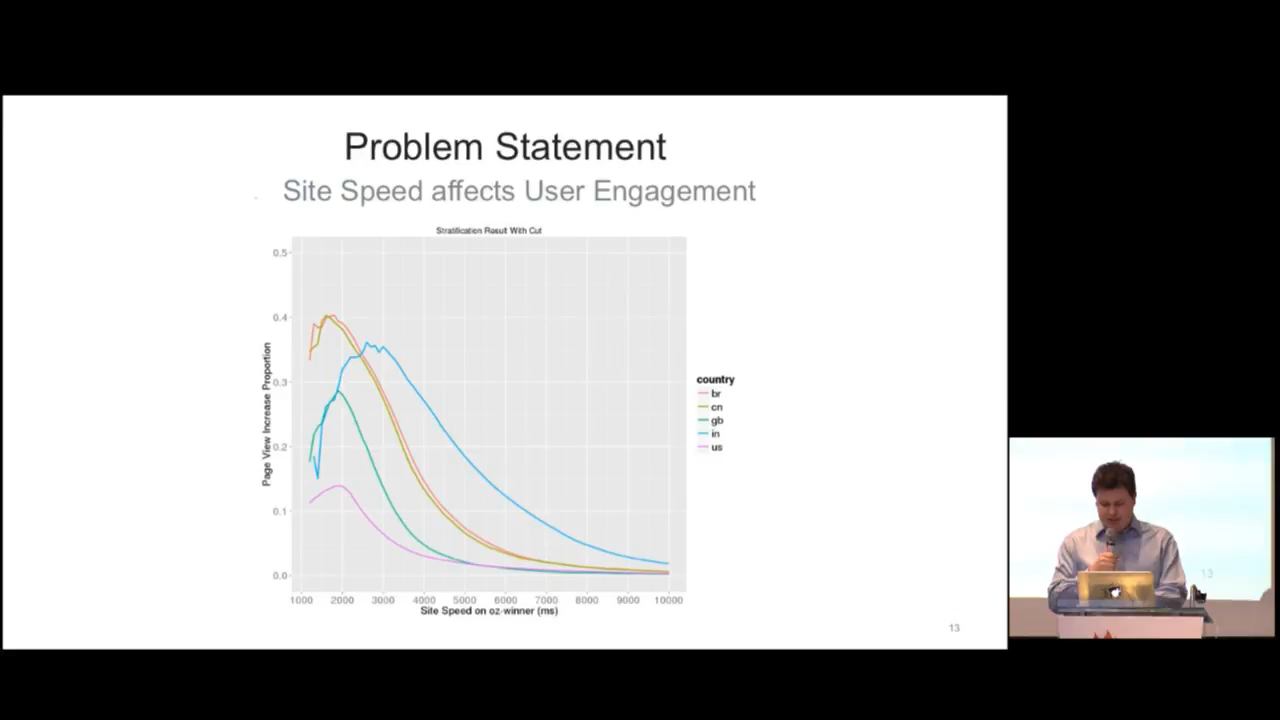 Problem Statement
Site Speed affects User Engagement
Stratification Result With Cut
Page View Increase Proportion
0.5
0.4
0.3
0.2
0.1
0.0
1000 2000 3000 4000 5000 6000 7000 8000 9000 10000
Site Speed on oz-winner (ms)
country
br
cn
gb
in
us
13
13